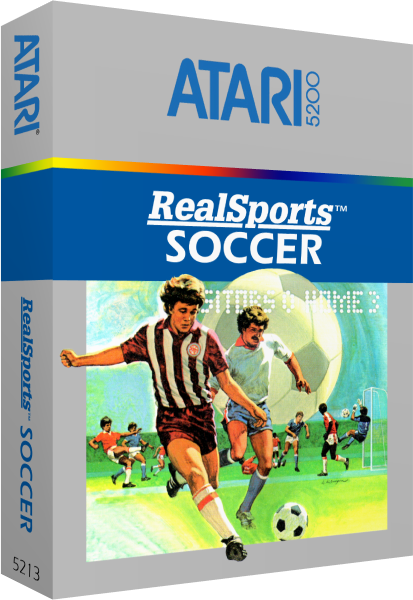 ATARI
5200
RealSports™
SOCCER
ATARI®
RealSports™ SOCCER
5213